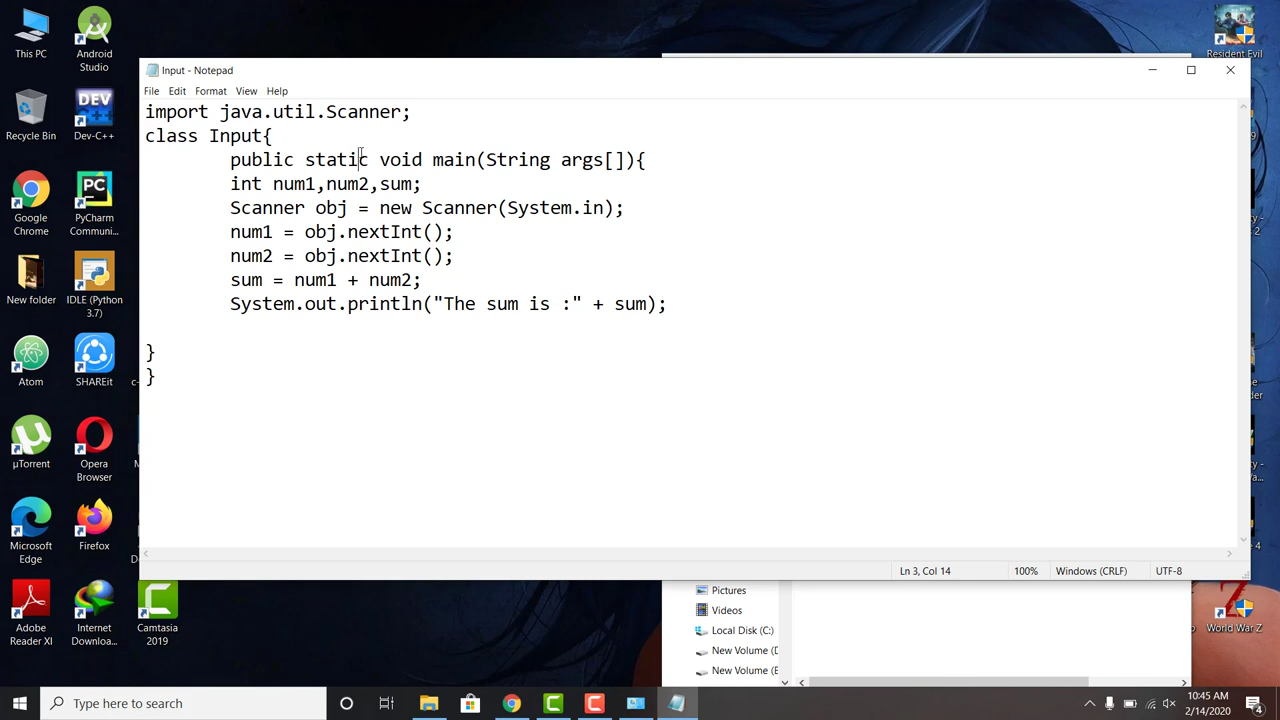 This PC
Android
Studio
Resident Evil
Recycle Bin
Dev-C++
Google
Chrome
PyCharm
Communi...
New folder
IDLE (Python
3.7)
Atom
SHAREit
µTorrent
Opera
Browser
Microsoft
Edge
Firefox
Adobe
Reader XI
Internet
Downloa...
Camtasia
2019
World War Z
Input - Notepad
File Edit Format View Help
import java.util.Scanner;
class Input{
public static void main(String args[]){
int num1,num2,sum;
Scanner obj = new Scanner(System.in);
num1 = obj.nextInt();
num2 = obj.nextInt();
sum = num1 + num2;
System.out.println("The sum is :" + sum);
}
}
Ln 3, Col 14 100% Windows (CRLF) UTF-8
Pictures
Videos
Local Disk (C:)
New Volume (D
New Volume (E
Type here to search
10:45 AM
2/14/2020
4